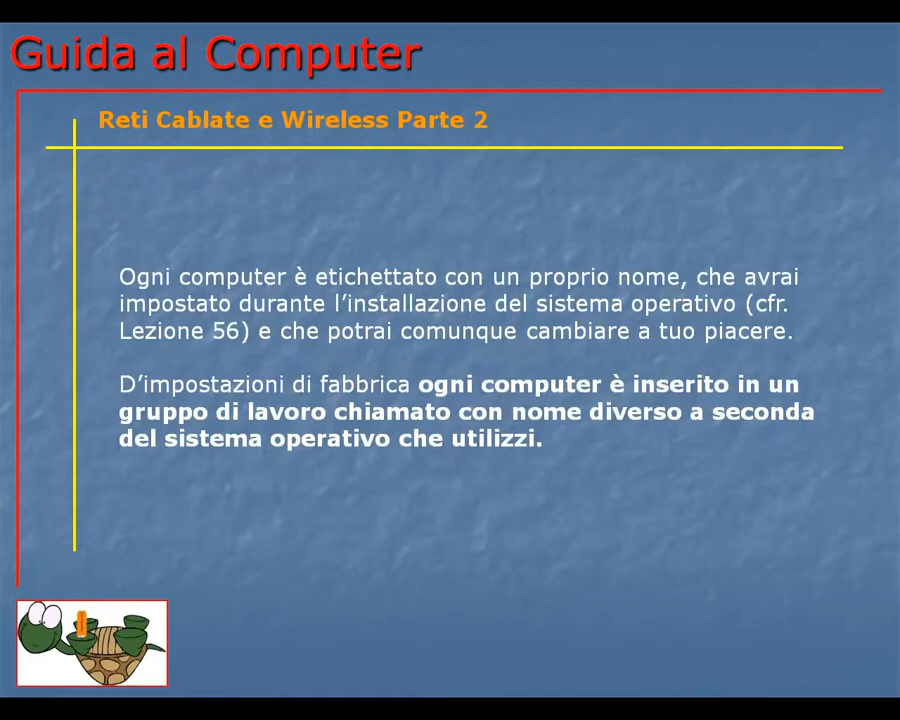 Guida al Computer
Reti Cablate e Wireless Parte 2
Ogni computer è etichettato con un proprio nome, che avrai
impostato durante l’installazione del sistema operativo (cfr.
Lezione 56) e che potrai comunque cambiare a tuo piacere.
D’impostazioni di fabbrica ogni computer è inserito in un
gruppo di lavoro chiamato con nome diverso a seconda
del sistema operativo che utilizzi.